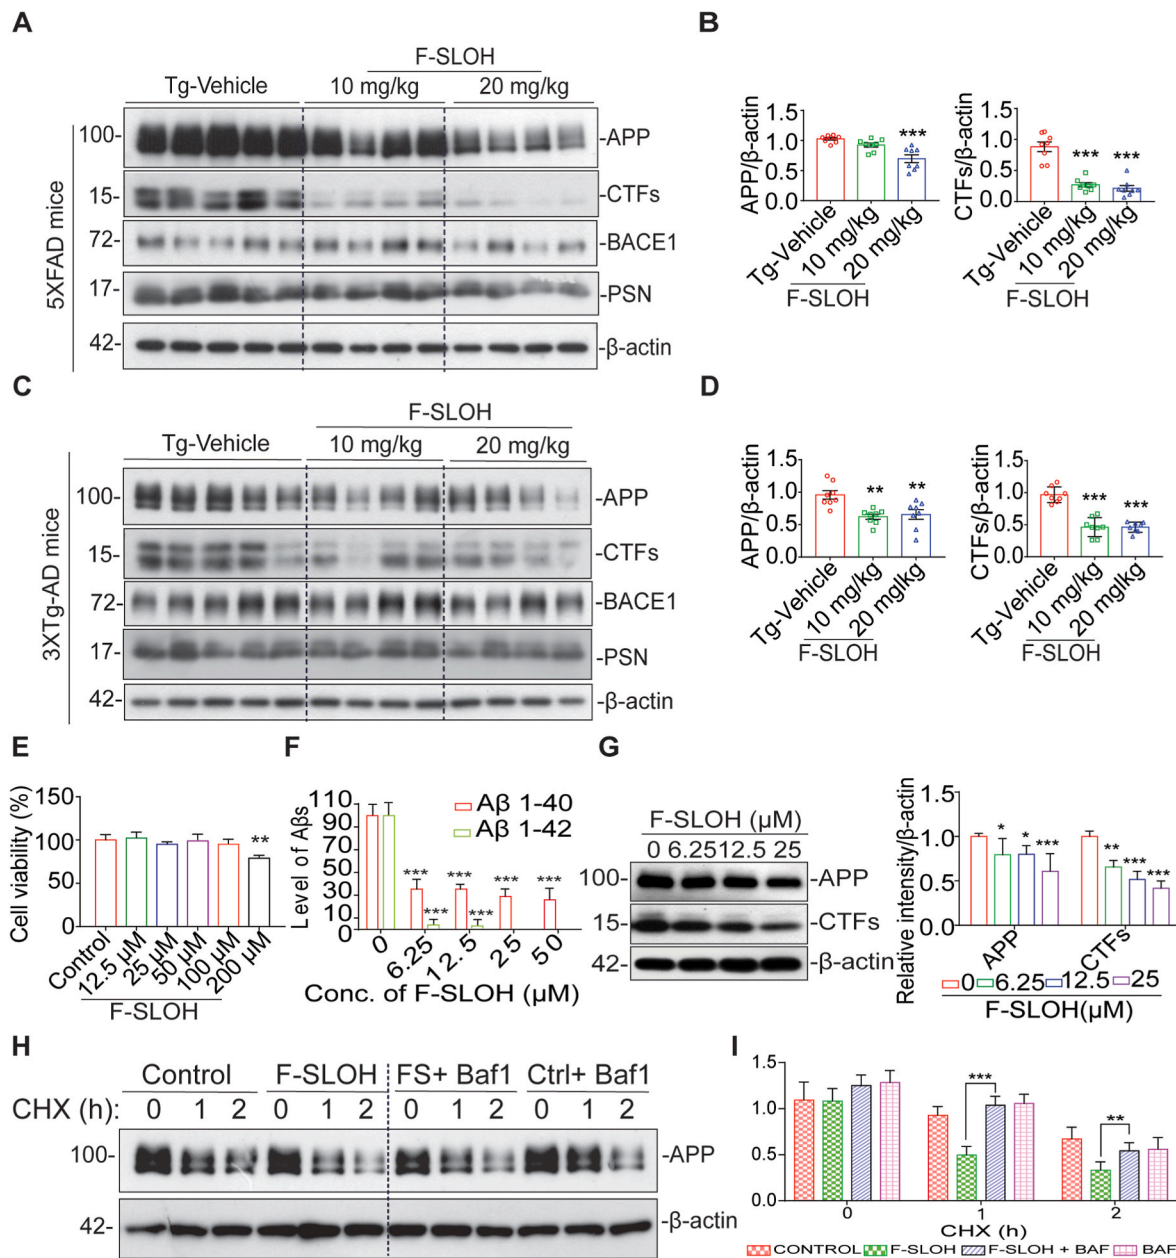 A
F-SLOH
Tg-Vehicle 10 mg/kg 20 mg/kg
5XFAD mice
100- -APP
15- -CTFs
72- -BACE1
17- -PSN
42- -β-actin
B
APP/β-actin
1.5
1.0
0.5
0.0
***
Tg-Vehicle
10 mg/kg
20 mg/kg
F-SLOH
CTFs/β-actin
1.5
1.0
0.5
0.0
*** ***
Tg-Vehicle
10 mg/kg
20 mg/kg
F-SLOH
C
F-SLOH
Tg-Vehicle 10 mg/kg 20 mg/kg
3XTg-AD mice
100- -APP
15- -CTFs
72- -BACE1
17- -PSN
42- -β-actin
D
APP/β-actin
1.5
1.0
0.5
0.0
** **
Tg-Vehicle
10 mg/kg
20 mglkg
F-SLOH
CTFs/β-actin
1.5
1.0
0.5
0.0
*** ***
Tg-Vehicle
10 mg/kg
20 mglkg
F-SLOH
E
Cell viability (%)
150
100
50
0
**
Control
12.5 µM
25 µM
50 µM
100 µM
200 µM
F-SLOH
F
Level of Aβs
110
90
70
50
30
10
0
Aβ 1-40
Aβ 1-42
*** *** *** ***
*** ***
0 6.25 12.5 25 50
Conc. of F-SLOH (µM)
G
F-SLOH (µM)
0 6.25 12.5 25
100- -APP
15- -CTFs
42- -β-actin
Relative intensity/β-actin
1.5
1.0
0.5
0.0
* * *** ** *** ***
APP CTFs
0 6.25 12.5 25
F-SLOH(µM)
H
Control F-SLOH FS+ Baf1 Ctrl+ Baf1
CHX (h): 0 1 2 0 1 2 0 1 2 0 1 2
100- -APP
42- -β-actin
I
1.5
1.0
0.5
0.0
*** **
0 1 2
CHX (h)
CONTROL F-SLOH F-SLOH + BAF BAF